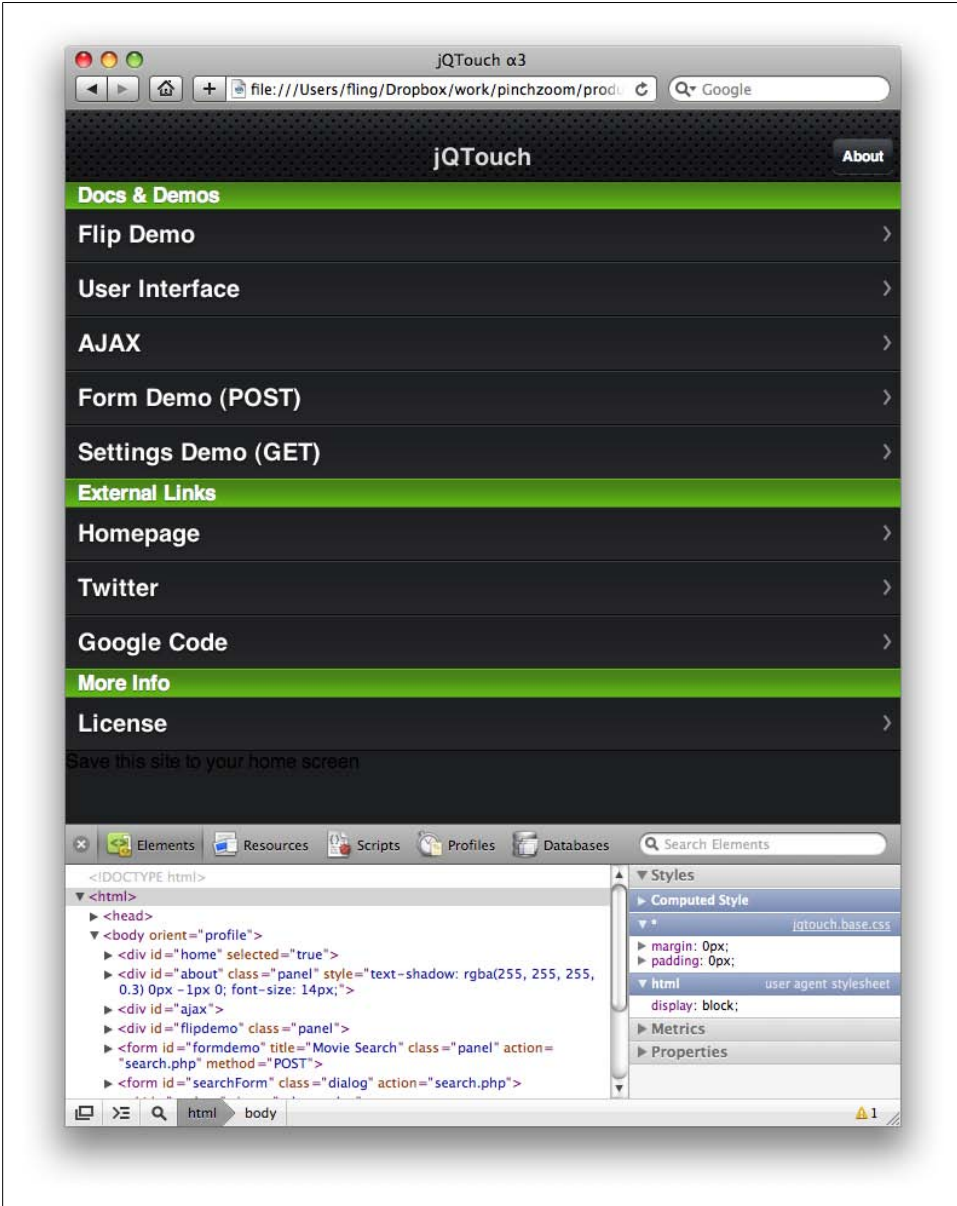 jQTouch α3
file:///Users/fling/Dropbox/work/pinchzoom/produ
Google
jQTouch
About
Docs & Demos
Flip Demo
User Interface
AJAX
Form Demo (POST)
Settings Demo (GET)
External Links
Homepage
Twitter
Google Code
More Info
License
Save this site to your home screen
Elements Resources Scripts Profiles Databases Search Elements
<!DOCTYPE html>
<html>
<head>
<body orient="profile">
<div id="home" selected="true">
<div id="about" class="panel" style="text-shadow: rgba(255, 255, 255,
0.3) 0px -1px 0; font-size: 14px;">
<div id="ajax">
<div id="flipdemo" class="panel">
<form id="formdemo" title="Movie Search" class="panel" action=
"search.php" method="POST">
<form id="searchForm" class="dialog" action="search.php">
Styles
Computed Style
* jqtouch.base.css
margin: 0px;
padding: 0px;
html user agent stylesheet
display: block;
Metrics
Properties
html body
1